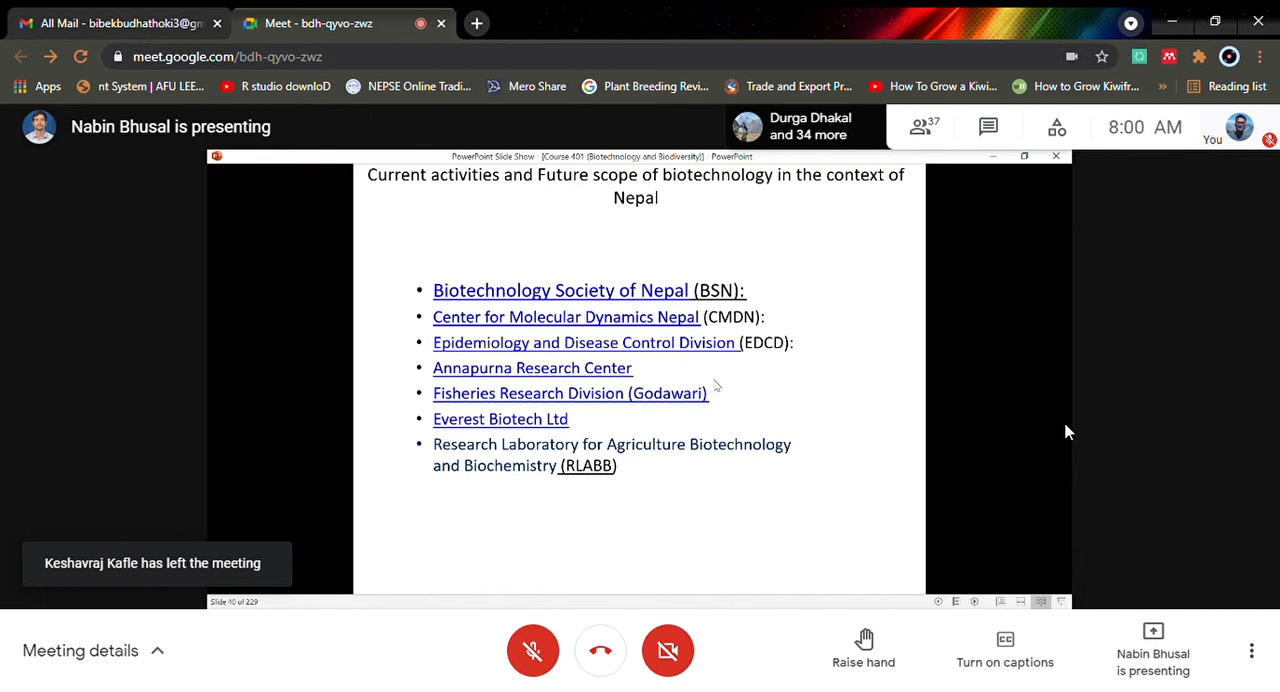 All Mail - bibekbudhathoki3@gm
Meet - bdh-qyvo-zwz
meet.google.com/bdh-qyvo-zwz
Apps
nt System | AFU LEE...
R studio downloD
NEPSE Online Tradi...
Mero Share
Plant Breeding Revi...
Trade and Export Pr...
How To Grow a Kiwi...
How to Grow Kiwifr...
»
Reading list
Nabin Bhusal is presenting
Durga Dhakal
and 34 more
37
8:00 AM
You
PowerPoint Slide Show - [Course 401 (Biotechnology and Biodiversity)] - PowerPoint
Current activities and Future scope of biotechnology in the context of
Nepal
• Biotechnology Society of Nepal (BSN):
• Center for Molecular Dynamics Nepal (CMDN):
• Epidemiology and Disease Control Division (EDCD):
• Annapurna Research Center
• Fisheries Research Division (Godawari)
• Everest Biotech Ltd
• Research Laboratory for Agriculture Biotechnology
and Biochemistry (RLABB)
Keshavraj Kafle has left the meeting
Slide 40 of 229
Meeting details
Raise hand
CC
Turn on captions
Nabin Bhusal
is presenting